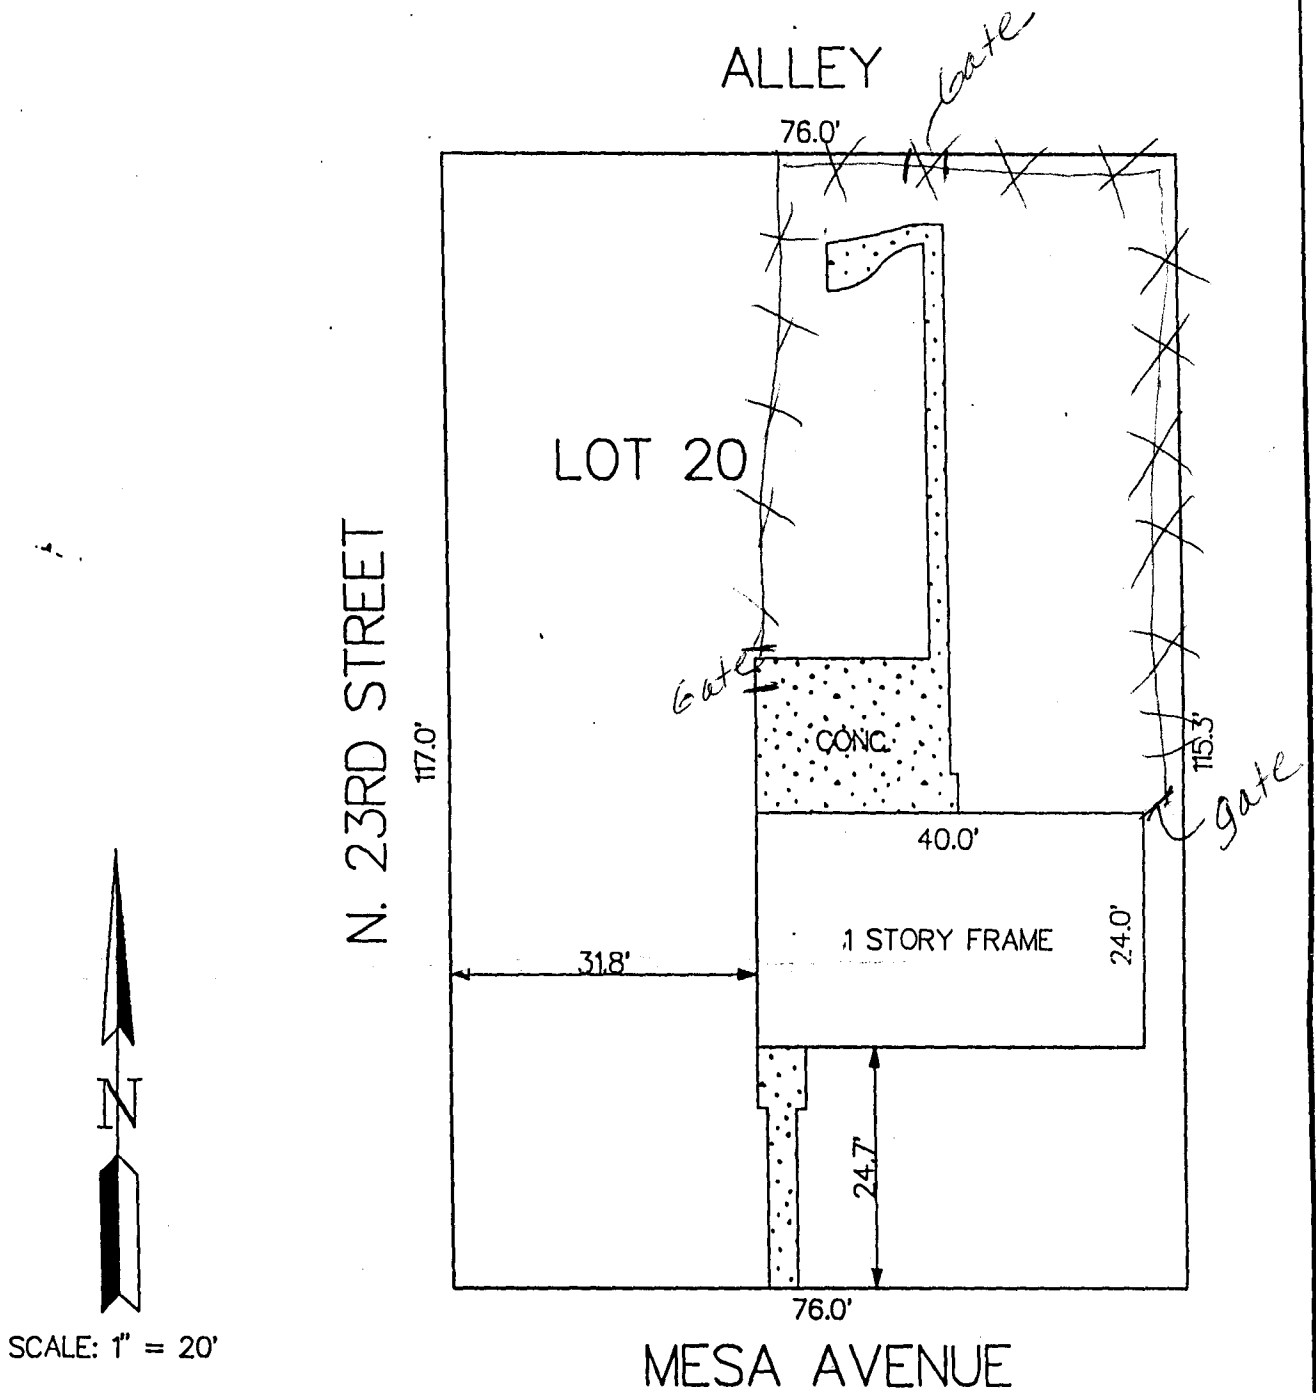 ALLEY
Gate
76.0'
LOT 20
N. 23RD STREET
117.0'
Gate
CONC.
115.3'
gate
40.0'
1 STORY FRAME
24.0'
31.8'
N
24.7'
76.0'
SCALE: 1" = 20'
MESA AVENUE